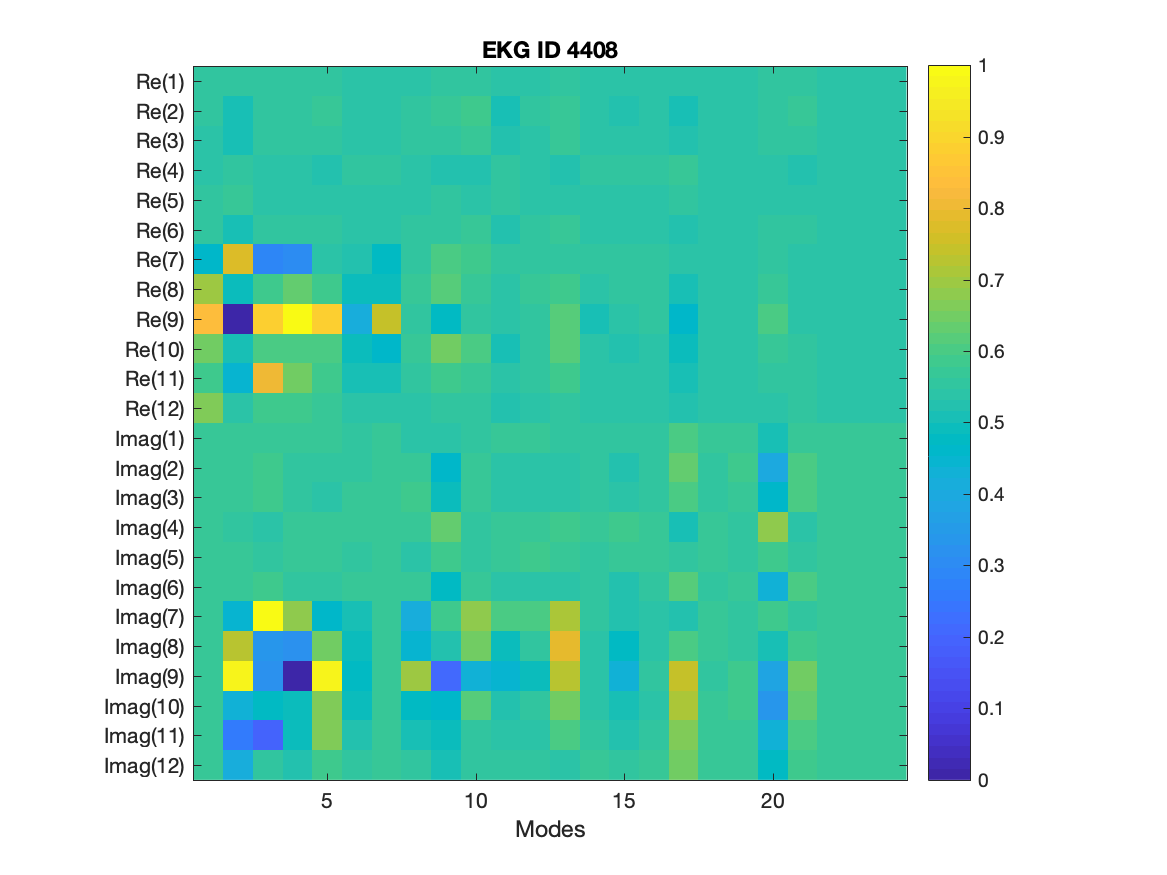 EKG ID 4408
Re(1)
Re(2)
Re(3)
Re(4)
Re(5)
Re(6)
Re(7)
Re(8)
Re(9)
Re(10)
Re(11)
Re(12)
Imag(1)
Imag(2)
Imag(3)
Imag(4)
Imag(5)
Imag(6)
Imag(7)
Imag(8)
Imag(9)
Imag(10)
Imag(11)
Imag(12)
5 10 15 20
Modes
1
0.9
0.8
0.7
0.6
0.5
0.4
0.3
0.2
0.1
0